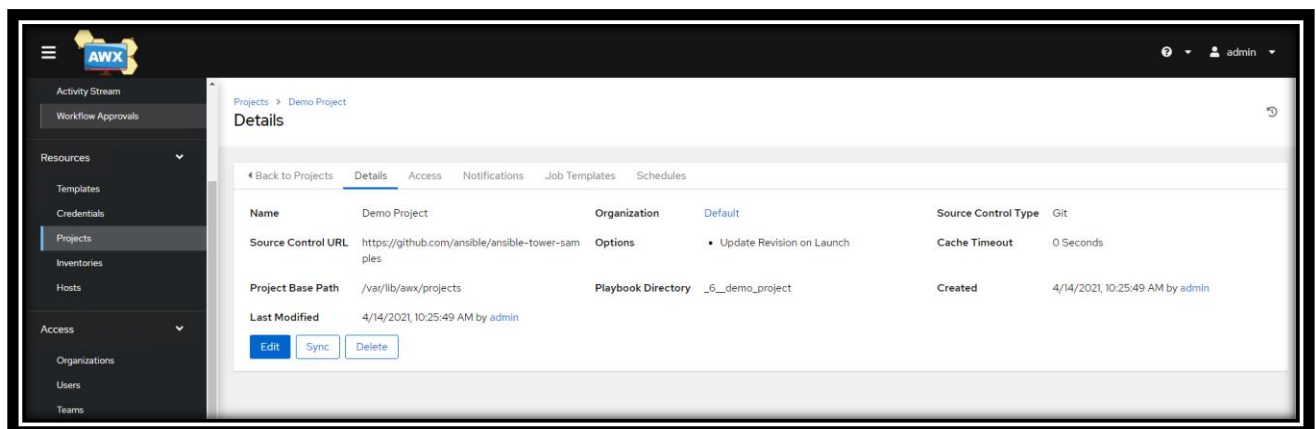 AWX
admin
Activity Stream
Workflow Approvals
Resources
Templates
Credentials
Projects
Inventories
Hosts
Access
Organizations
Users
Teams
Projects > Demo Project
Details
Back to Projects Details Access Notifications Job Templates Schedules
Name Demo Project Organization Default Source Control Type Git
Source Control URL https://github.com/ansible/ansible-tower-sam Options • Update Revision on Launch Cache Timeout 0 Seconds
ples
Project Base Path /var/lib/awx/projects Playbook Directory _6__demo_project Created 4/14/2021, 10:25:49 AM by admin
Last Modified 4/14/2021, 10:25:49 AM by admin
Edit Sync Delete